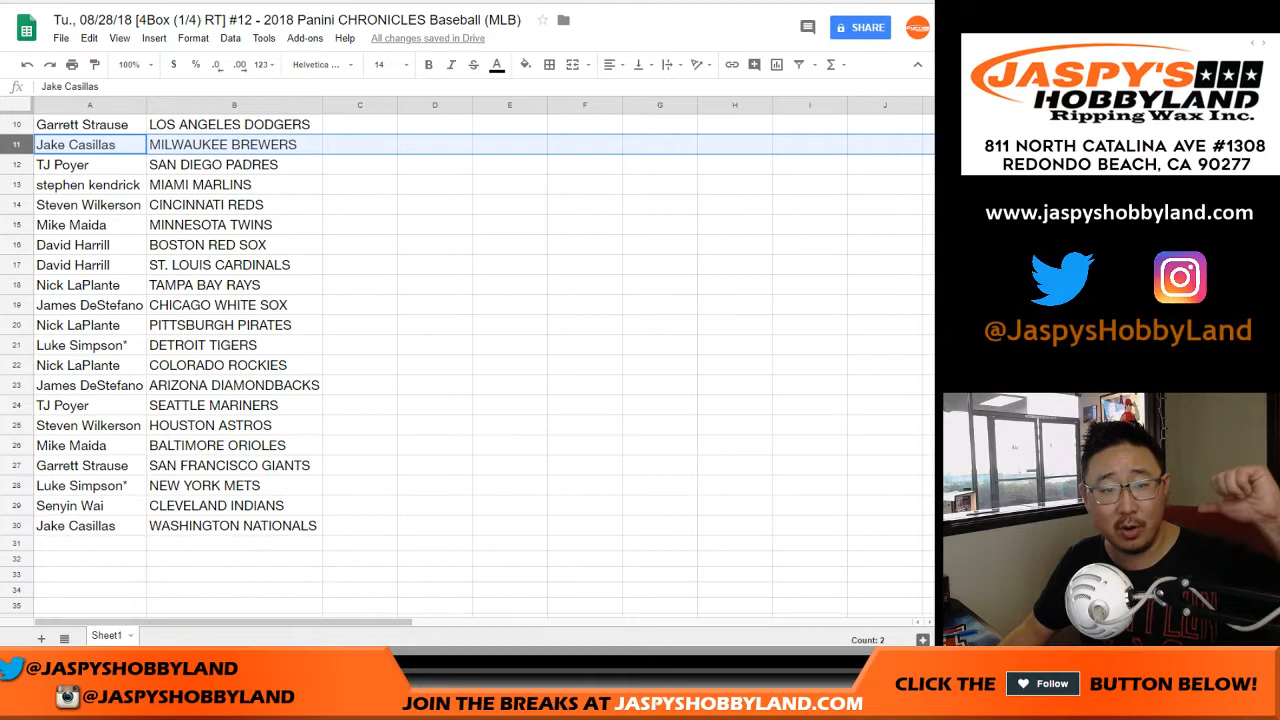 Tu., 08/28/18 [4Box (1/4) RT] #12 - 2018 Panini CHRONICLES Baseball (MLB)
File Edit View Insert Format Data Tools Add-ons Help All changes saved in Drive
SHARE
100% $ % .0 .00 123 Helvetica ... 14 B I S A
fx Jake Casillas
A B C D E F G H I J
10 Garrett Strause LOS ANGELES DODGERS
11 Jake Casillas MILWAUKEE BREWERS
12 TJ Poyer SAN DIEGO PADRES
13 stephen kendrick MIAMI MARLINS
14 Steven Wilkerson CINCINNATI REDS
15 Mike Maida MINNESOTA TWINS
16 David Harrill BOSTON RED SOX
17 David Harrill ST. LOUIS CARDINALS
18 Nick LaPlante TAMPA BAY RAYS
19 James DeStefano CHICAGO WHITE SOX
20 Nick LaPlante PITTSBURGH PIRATES
21 Luke Simpson* DETROIT TIGERS
22 Nick LaPlante COLORADO ROCKIES
23 James DeStefano ARIZONA DIAMONDBACKS
24 TJ Poyer SEATTLE MARINERS
25 Steven Wilkerson HOUSTON ASTROS
26 Mike Maida BALTIMORE ORIOLES
27 Garrett Strause SAN FRANCISCO GIANTS
28 Luke Simpson* NEW YORK METS
29 Senyin Wai CLEVELAND INDIANS
30 Jake Casillas WASHINGTON NATIONALS
31
32
33
34
35
Sheet1
Count: 2
JASPY'S
HOBBYLAND
Ripping Wax Inc.
811 NORTH CATALINA AVE #1308
REDONDO BEACH, CA 90277
www.jaspyshobbyland.com
@JaspysHobbyLand
@JASPYSHOBBYLAND
@JASPYSHOBBYLAND
JOIN THE BREAKS AT JASPYSHOBBYLAND.COM
CLICK THE Follow BUTTON BELOW!